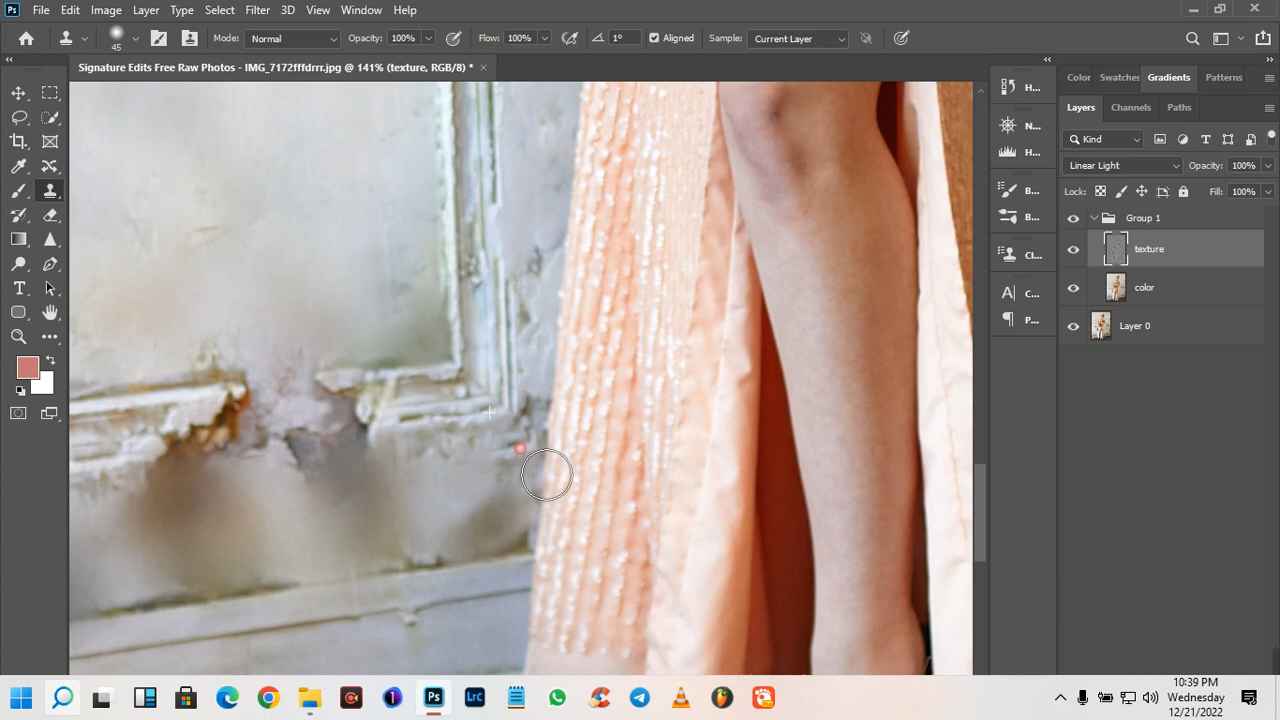 Ps File Edit Image Layer Type Select Filter 3D View Window Help
45 Mode: Normal Opacity: 100% Flow: 100% 1° Aligned Sample: Current Layer
Signature Edits Free Raw Photos - IMG_7172fffdrrr.jpg @ 141% (texture, RGB/8) *
H...
N...
H...
B...
B...
Cl...
C...
P...
Color Swatches Gradients Patterns
Layers Channels Paths
Kind
Linear Light Opacity: 100%
Lock: Fill: 100%
Group 1
texture
color
Layer 0
Ps Lrc
10:39 PM
Wednesday
12/21/2022